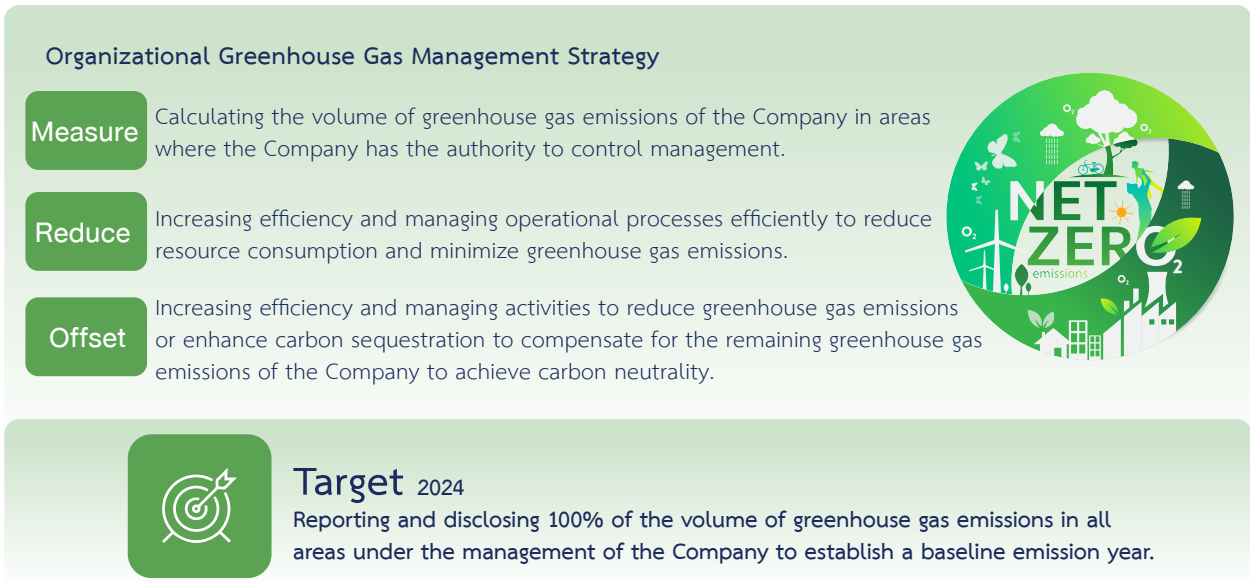 Organizational Greenhouse Gas Management Strategy
Measure
Calculating the volume of greenhouse gas emissions of the Company in areas
where the Company has the authority to control management.
Reduce
Increasing efficiency and managing operational processes efficiently to reduce
resource consumption and minimize greenhouse gas emissions.
Offset
Increasing efficiency and managing activities to reduce greenhouse gas emissions
or enhance carbon sequestration to compensate for the remaining greenhouse gas
emissions of the Company to achieve carbon neutrality.
O₂
O₂
O₂
NET
ZERO
emissions
2
O₂
Target 2024
Reporting and disclosing 100% of the volume of greenhouse gas emissions in all
areas under the management of the Company to establish a baseline emission year.